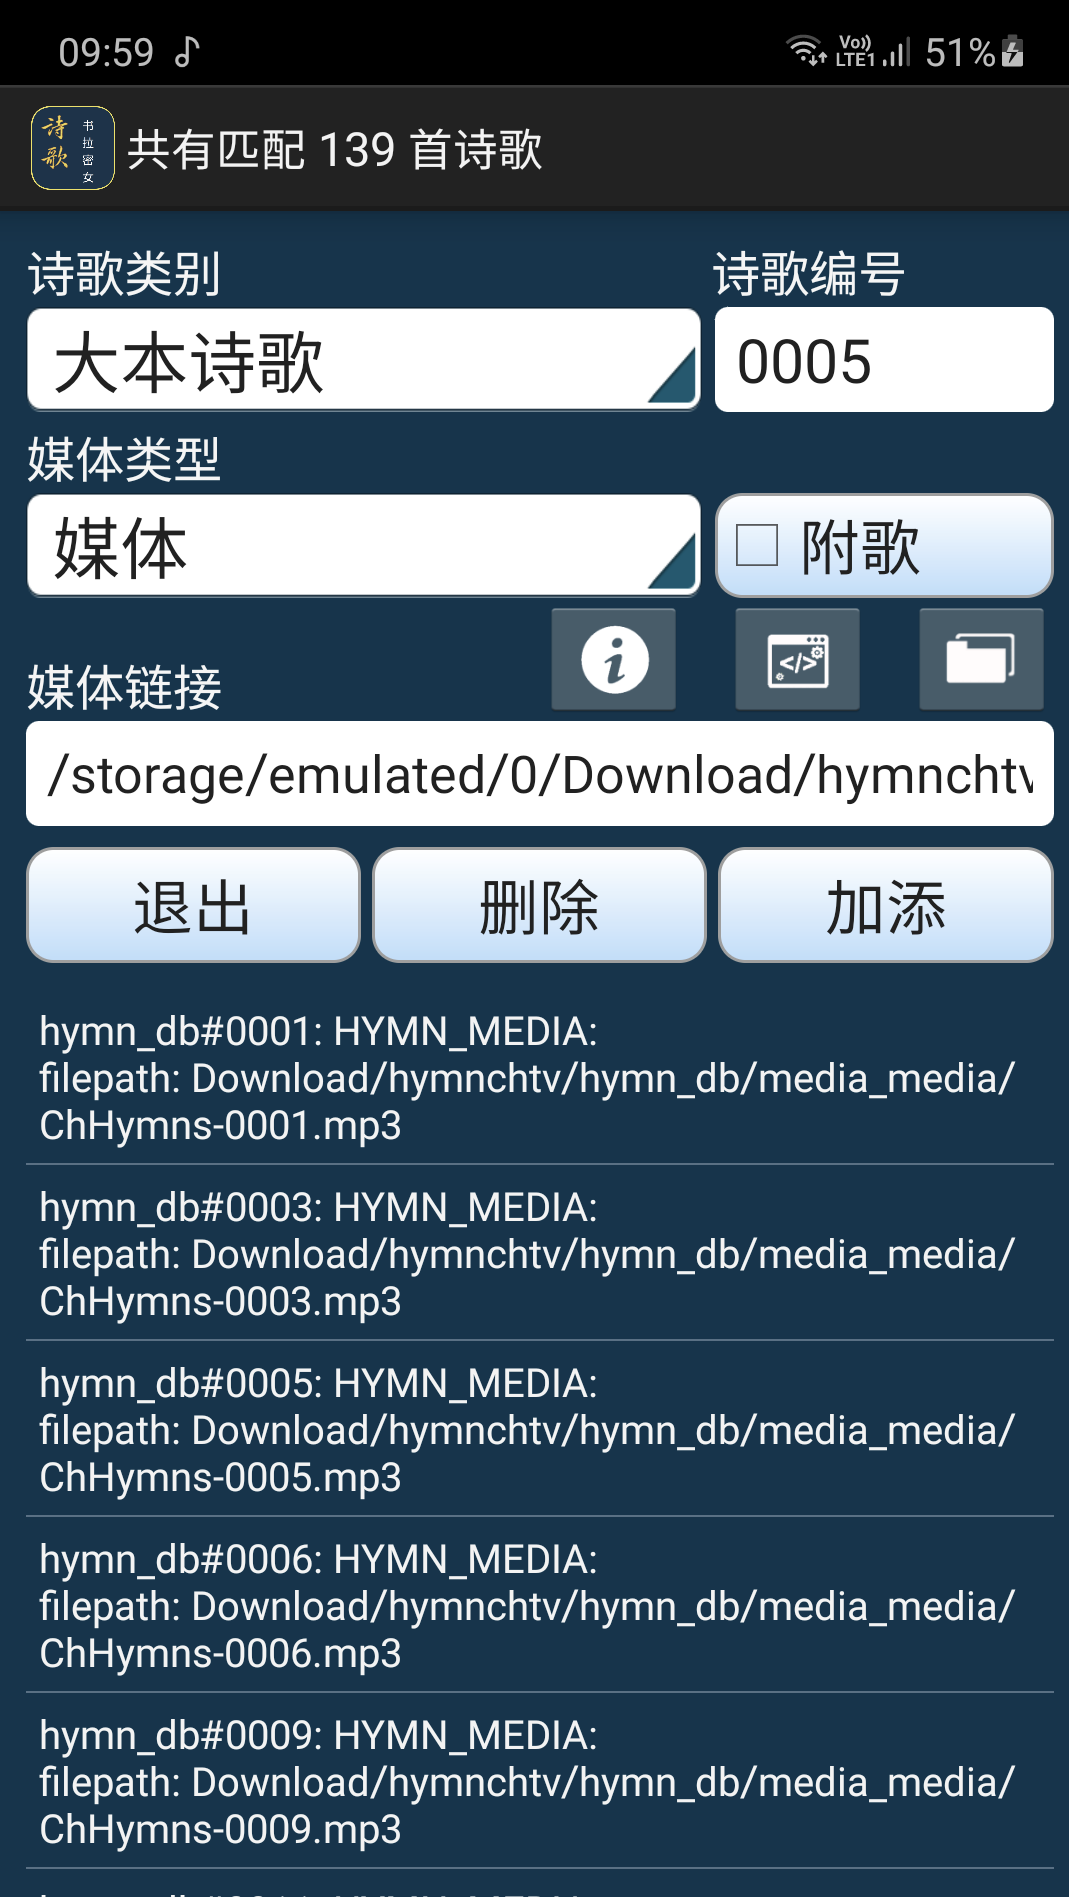 09:59
Vo)) LTE1 51%
诗歌 书拉密女
共有匹配 139 首诗歌
诗歌类别 诗歌编号
大本诗歌 0005
媒体类型
媒体 附歌
媒体链接
/storage/emulated/0/Download/hymnchtv
退出 删除 加添
hymn_db#0001: HYMN_MEDIA:
filepath: Download/hymnchtv/hymn_db/media_media/
ChHymns-0001.mp3
hymn_db#0003: HYMN_MEDIA:
filepath: Download/hymnchtv/hymn_db/media_media/
ChHymns-0003.mp3
hymn_db#0005: HYMN_MEDIA:
filepath: Download/hymnchtv/hymn_db/media_media/
ChHymns-0005.mp3
hymn_db#0006: HYMN_MEDIA:
filepath: Download/hymnchtv/hymn_db/media_media/
ChHymns-0006.mp3
hymn_db#0009: HYMN_MEDIA:
filepath: Download/hymnchtv/hymn_db/media_media/
ChHymns-0009.mp3